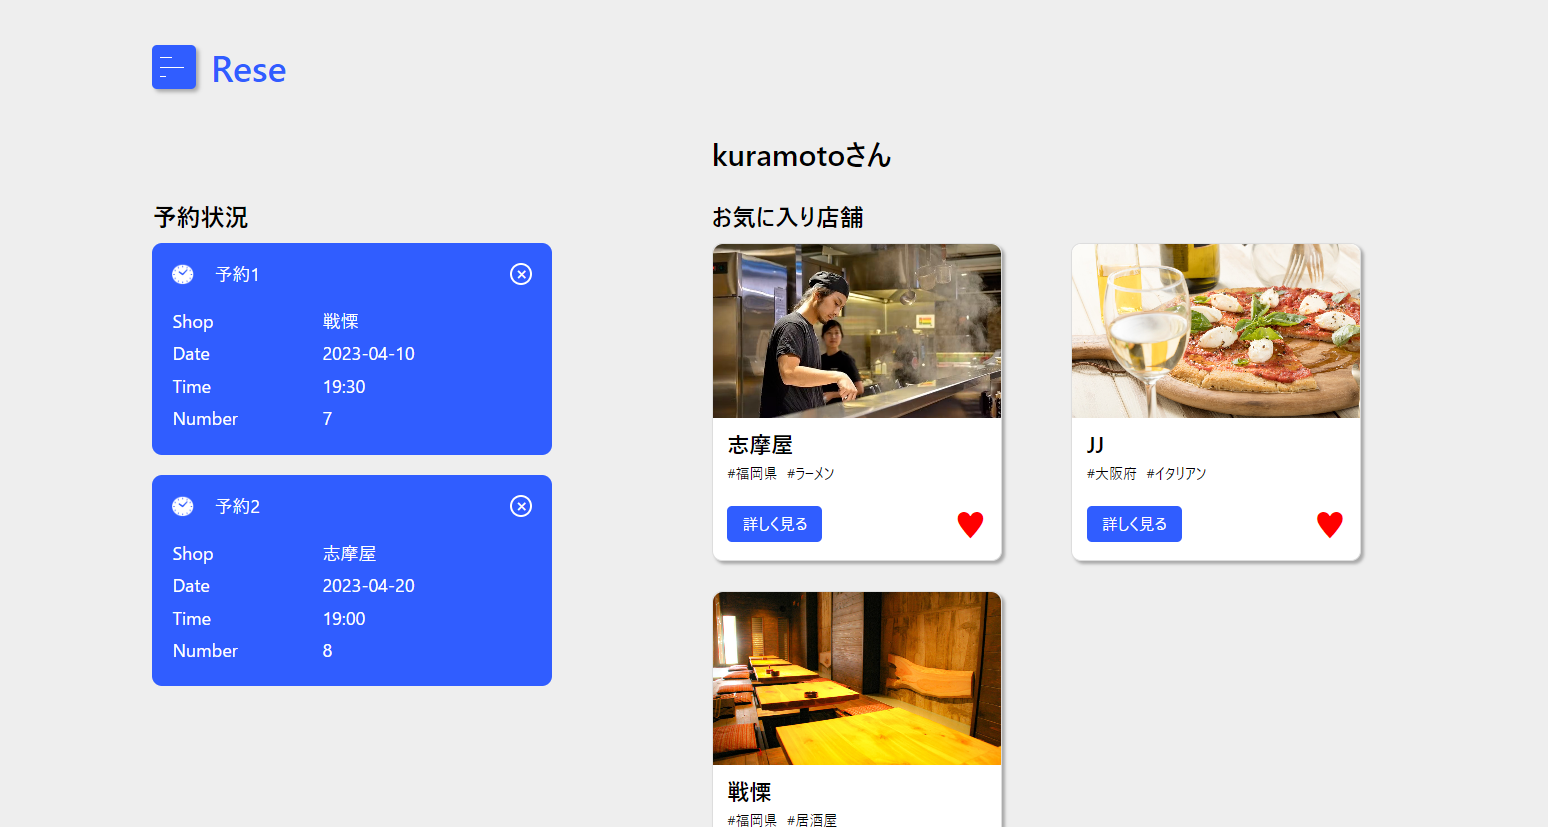 Rese
kuramotoさん
予約状況
予約1
Shop 戦慄
Date 2023-04-10
Time 19:30
Number 7
予約2
Shop 志摩屋
Date 2023-04-20
Time 19:00
Number 8
お気に入り店舗
志摩屋
#福岡県 #ラーメン
詳しく見る
JJ
#大阪府 #イタリアン
詳しく見る
戦慄
#福岡県 #居酒屋